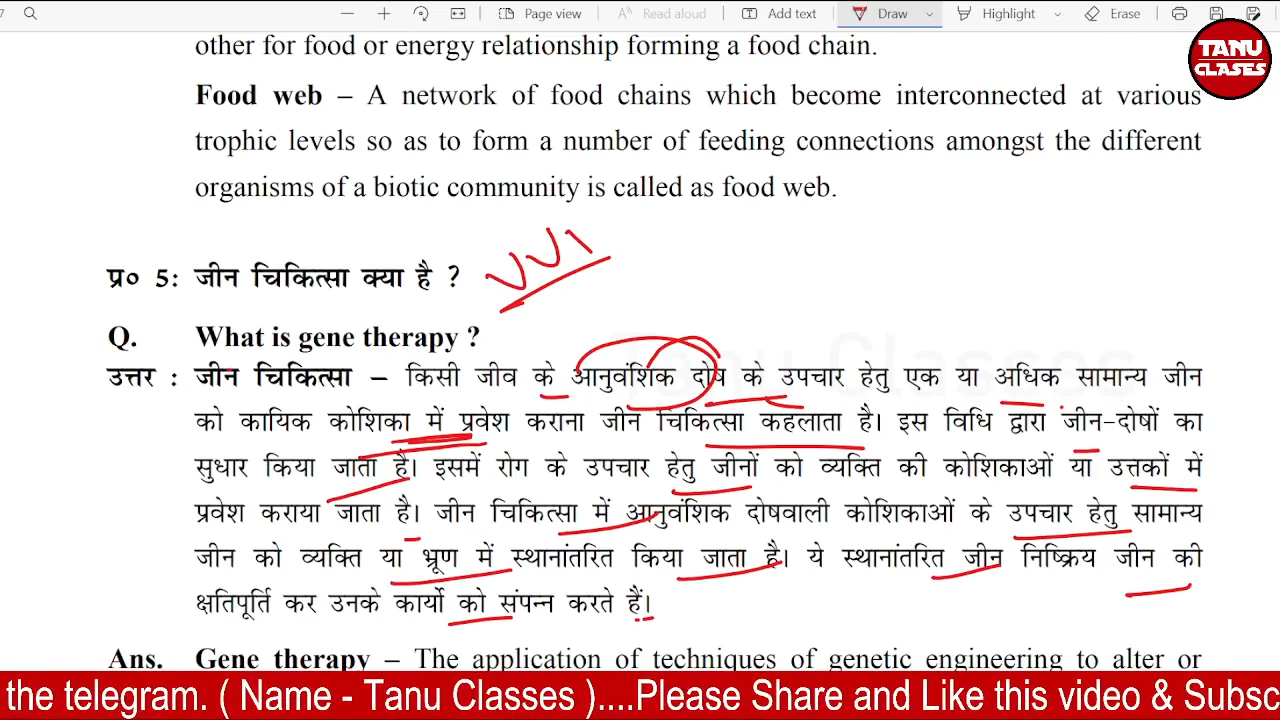 Page view
Read aloud
Add text
Draw
Highlight
Erase
TANU
CLASES
other for food or energy relationship forming a food chain.
Food web – A network of food chains which become interconnected at various
trophic levels so as to form a number of feeding connections amongst the different
organisms of a biotic community is called as food web.
प्र० 5: जीन चिकित्सा क्या है ?
VVI
Q. What is gene therapy ?
Tanu Classes
उत्तर : जीन चिकित्सा – किसी जीव के आनुवंशिक दोष के उपचार हेतु एक या अधिक सामान्य जीन
को कायिक कोशिका में प्रवेश कराना जीन चिकित्सा कहलाता है। इस विधि द्वारा जीन-दोषों का
सुधार किया जाता है। इसमें रोग के उपचार हेतु जीनों को व्यक्ति की कोशिकाओं या उत्तकों में
प्रवेश कराया जाता है। जीन चिकित्सा में आनुवंशिक दोषवाली कोशिकाओं के उपचार हेतु सामान्य
जीन को व्यक्ति या भ्रूण में स्थानांतरित किया जाता है। ये स्थानांतरित जीन निष्क्रिय जीन की
क्षतिपूर्ति कर उनके कार्यो को संपन्न करते हैं।
Ans. Gene therapy – The application of techniques of genetic engineering to alter or
the telegram. ( Name - Tanu Classes )....Please Share and Like this video & Subsc